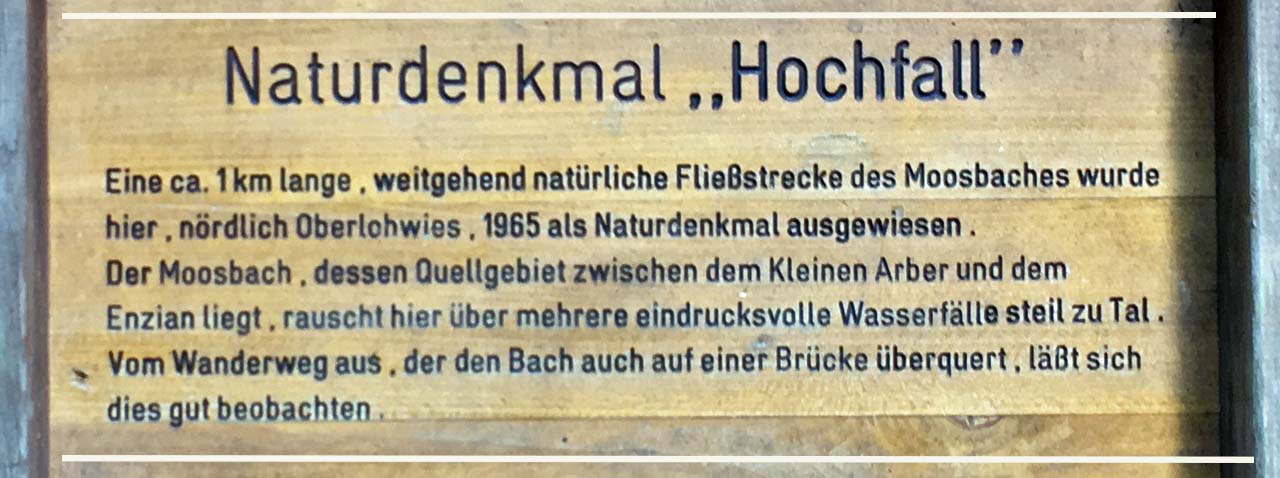 Naturdenkmal ,,Hochfall’’
Eine ca. 1km lange , weitgehend natürliche Fließstrecke des Moosbaches wurde
hier , nördlich Oberlohwies , 1965 als Naturdenkmal ausgewiesen .
Der Moosbach , dessen Quellgebiet zwischen dem Kleinen Arber und dem
Enzian liegt , rauscht hier über mehrere eindrucksvolle Wasserfälle steil zu Tal .
Vom Wanderweg aus , der den Bach auch auf einer Brücke überquert , läßt sich
dies gut beobachten .